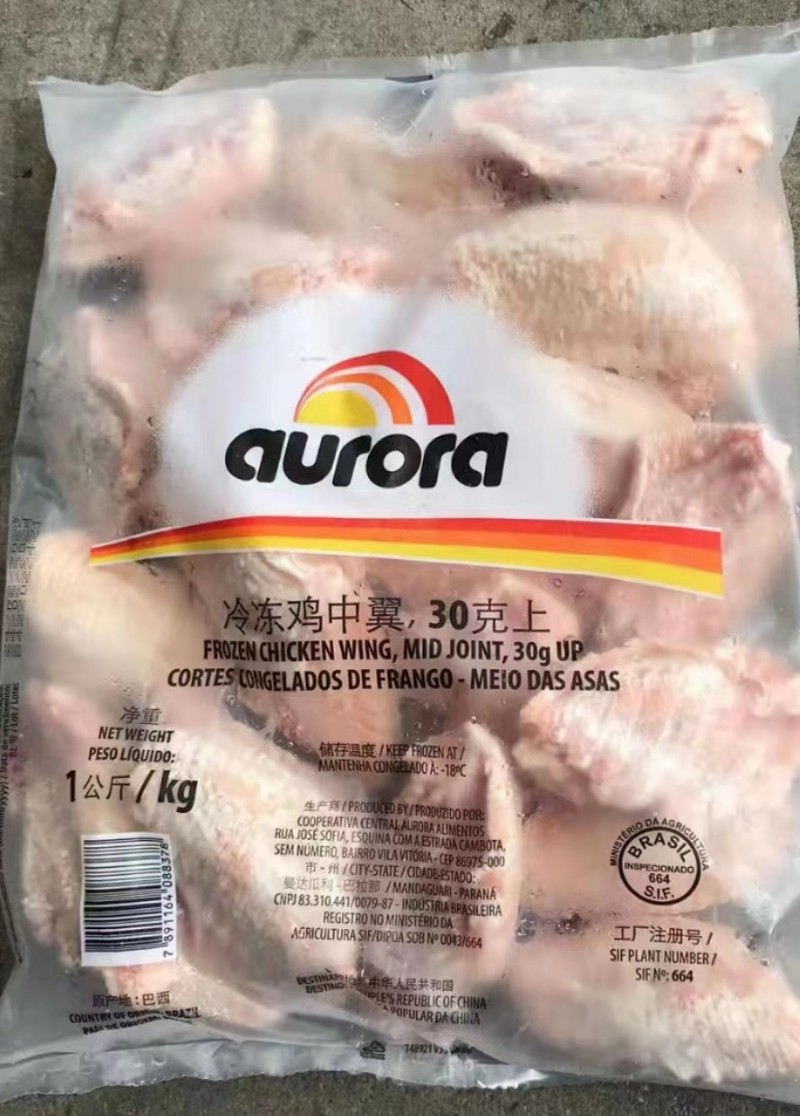 aurora
冷冻鸡中翼, 30克上
FROZEN CHICKEN WING, MID JOINT, 30g UP
CORTES CONGELADOS DE FRANGO - MEIO DAS ASAS
净重
NET WEIGHT
PESO LÍQUIDO:
1公斤/kg
储存温度 / KEEP FROZEN AT /
MANTENHA CONGELADO À: -18ºC
生产商 / PRODUCED BY / PRODUZIDO POR:
COOPERATIVA CENTRAL AURORA ALIMENTOS
RUA JOSÉ SOFIA, ESQUINA COM A ESTRADA CAMBOTA,
SEM NÚMERO, BAIRRO VILA VITÓRIA - CEP 86975-000
市 - 州 / CITY-STATE / CIDADE-ESTADO:
曼达瓜利 - 巴拉那 / MANDAGUARI - PARANÁ
CNPJ 83.310.441/0079-87 - INDÚSTRIA BRASILEIRA
REGISTRO NO MINISTÉRIO DA
AGRICULTURA SIF/DIPOA SOB Nº 0043/664
MINISTÉRIO DA AGRICULTURA
BRASIL
INSPECIONADO
664
S.I.F.
工厂注册号 /
SIF PLANT NUMBER /
SIF Nº: 664
7 891164 088378
原产地 : 巴西
COUNTRY OF BRAZIL
PAÍS DE
中华人民共和国
REPUBLIC OF CHINA
POPULAR DA CHINA